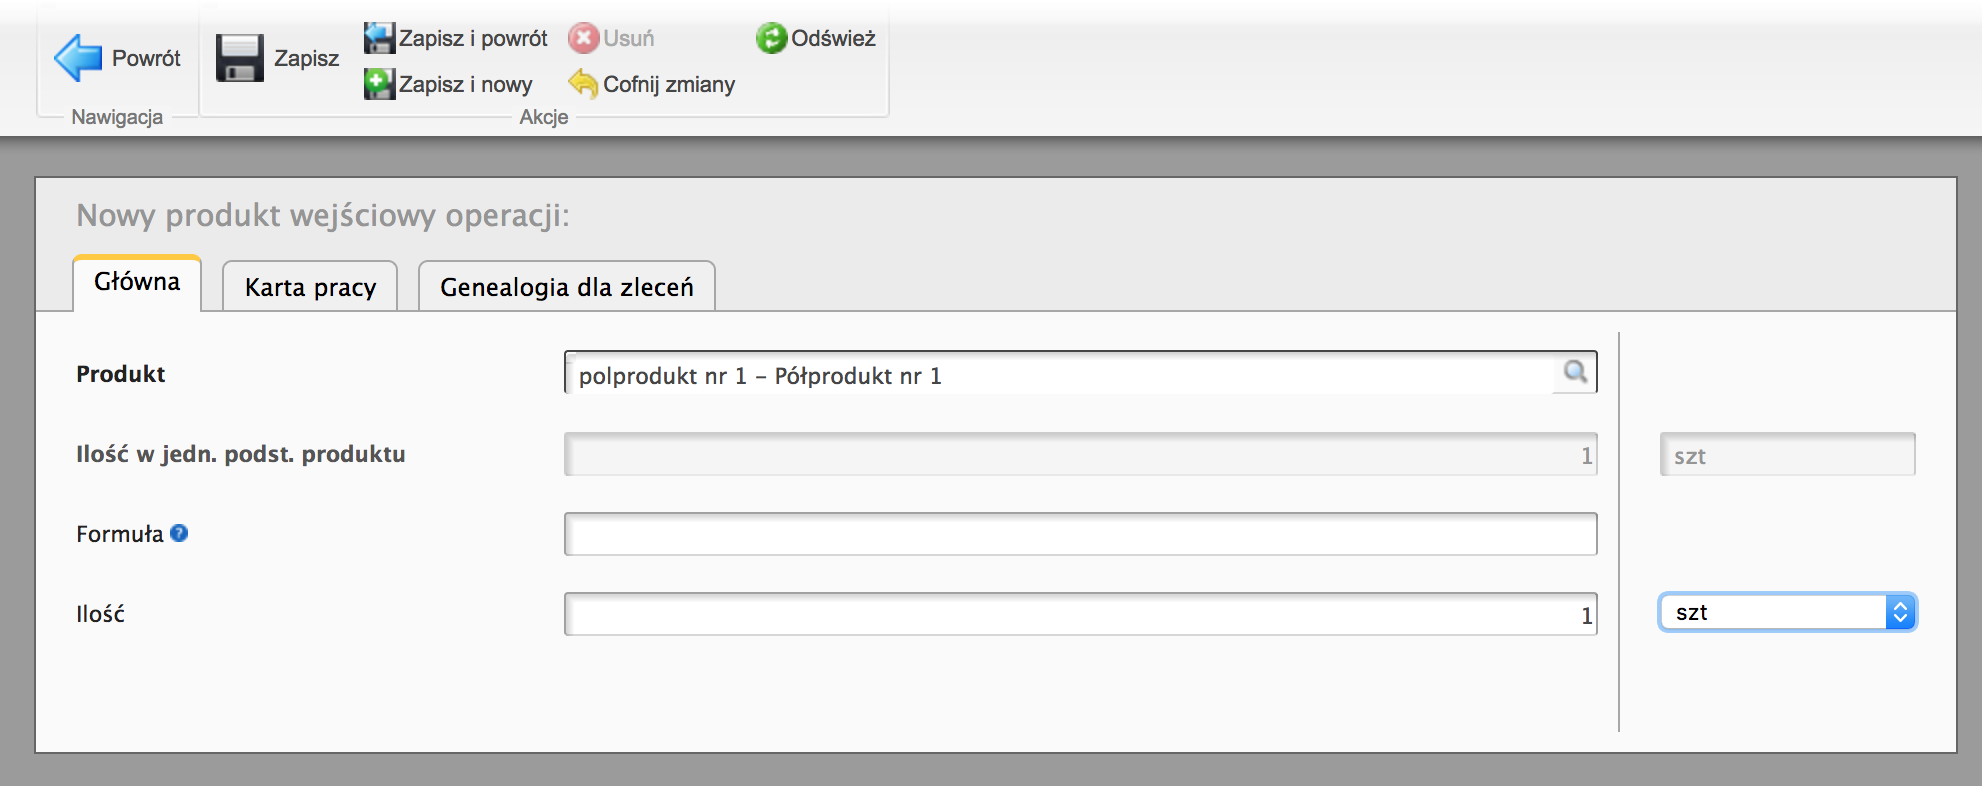 Powrót
Nawigacja
Zapisz
Zapisz i powrót
Zapisz i nowy
Usuń
Cofnij zmiany
Odśwież
Akcje
Nowy produkt wejściowy operacji:
Główna Karta pracy Genealogia dla zleceń
Produkt polprodukt nr 1 – Półprodukt nr 1
Ilość w jedn. podst. produktu 1 szt
Formuła ?
Ilość 1 szt